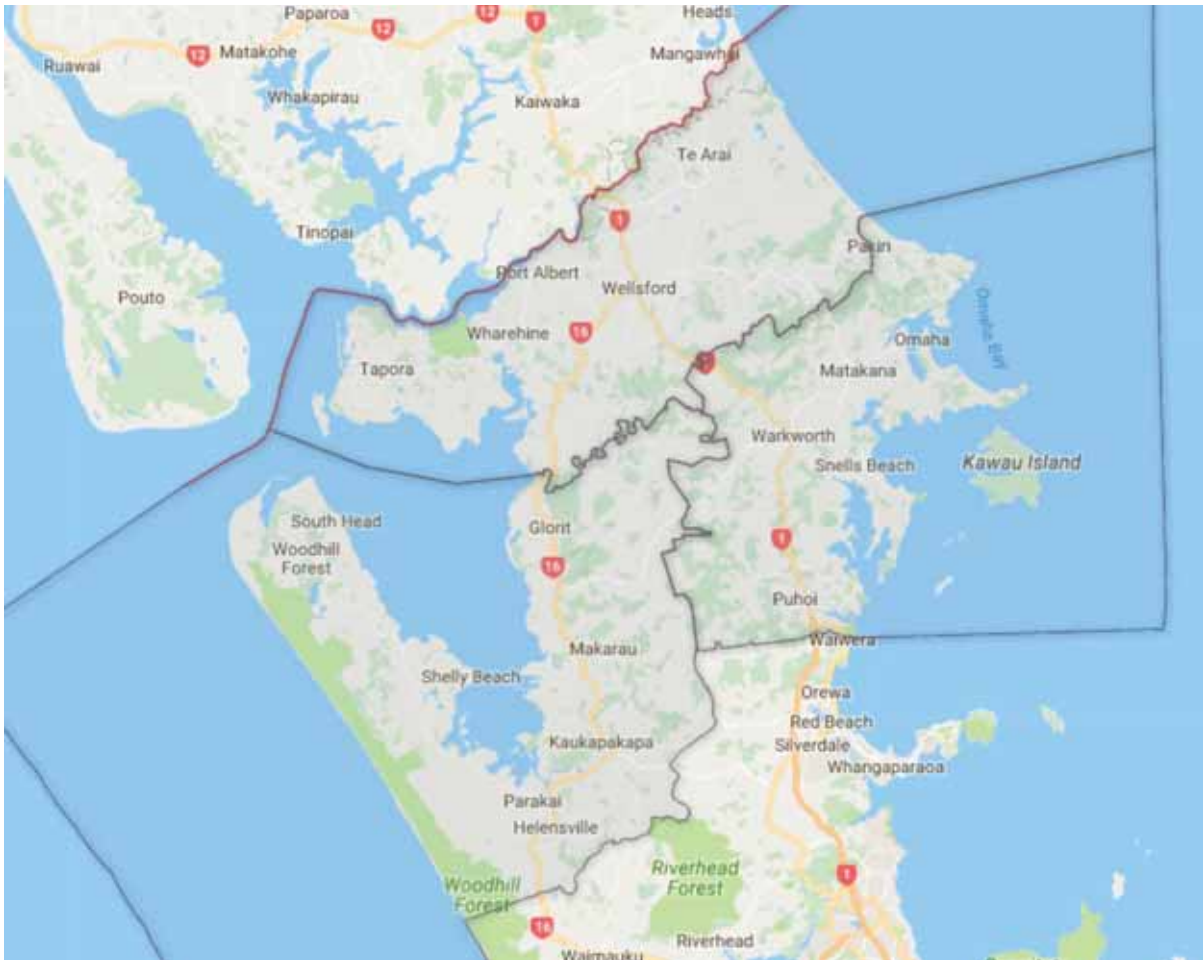 Paparoa
12
12
1
Heads
Matakohe
12
Mangawhai
Ruawai
Whakapirau
Kaiwaka
Te Arai
1
Tinopai
Pakiri
Port Albert
Pouto
Wellsford
Omaha Bay
16
Wharehine
Omaha
Tapora
Matakana
Warkworth
Snells Beach
Kawau Island
South Head
Glorit
Woodhill
Forest
1
16
Puhoi
Waiwera
Makarau
Shelly Beach
Orewa
Red Beach
Kaukapakapa
Silverdale
Whangaparaoa
Parakai
Helensville
Riverhead
Forest
1
Woodhill
Forest
16
Riverhead
Waimauku